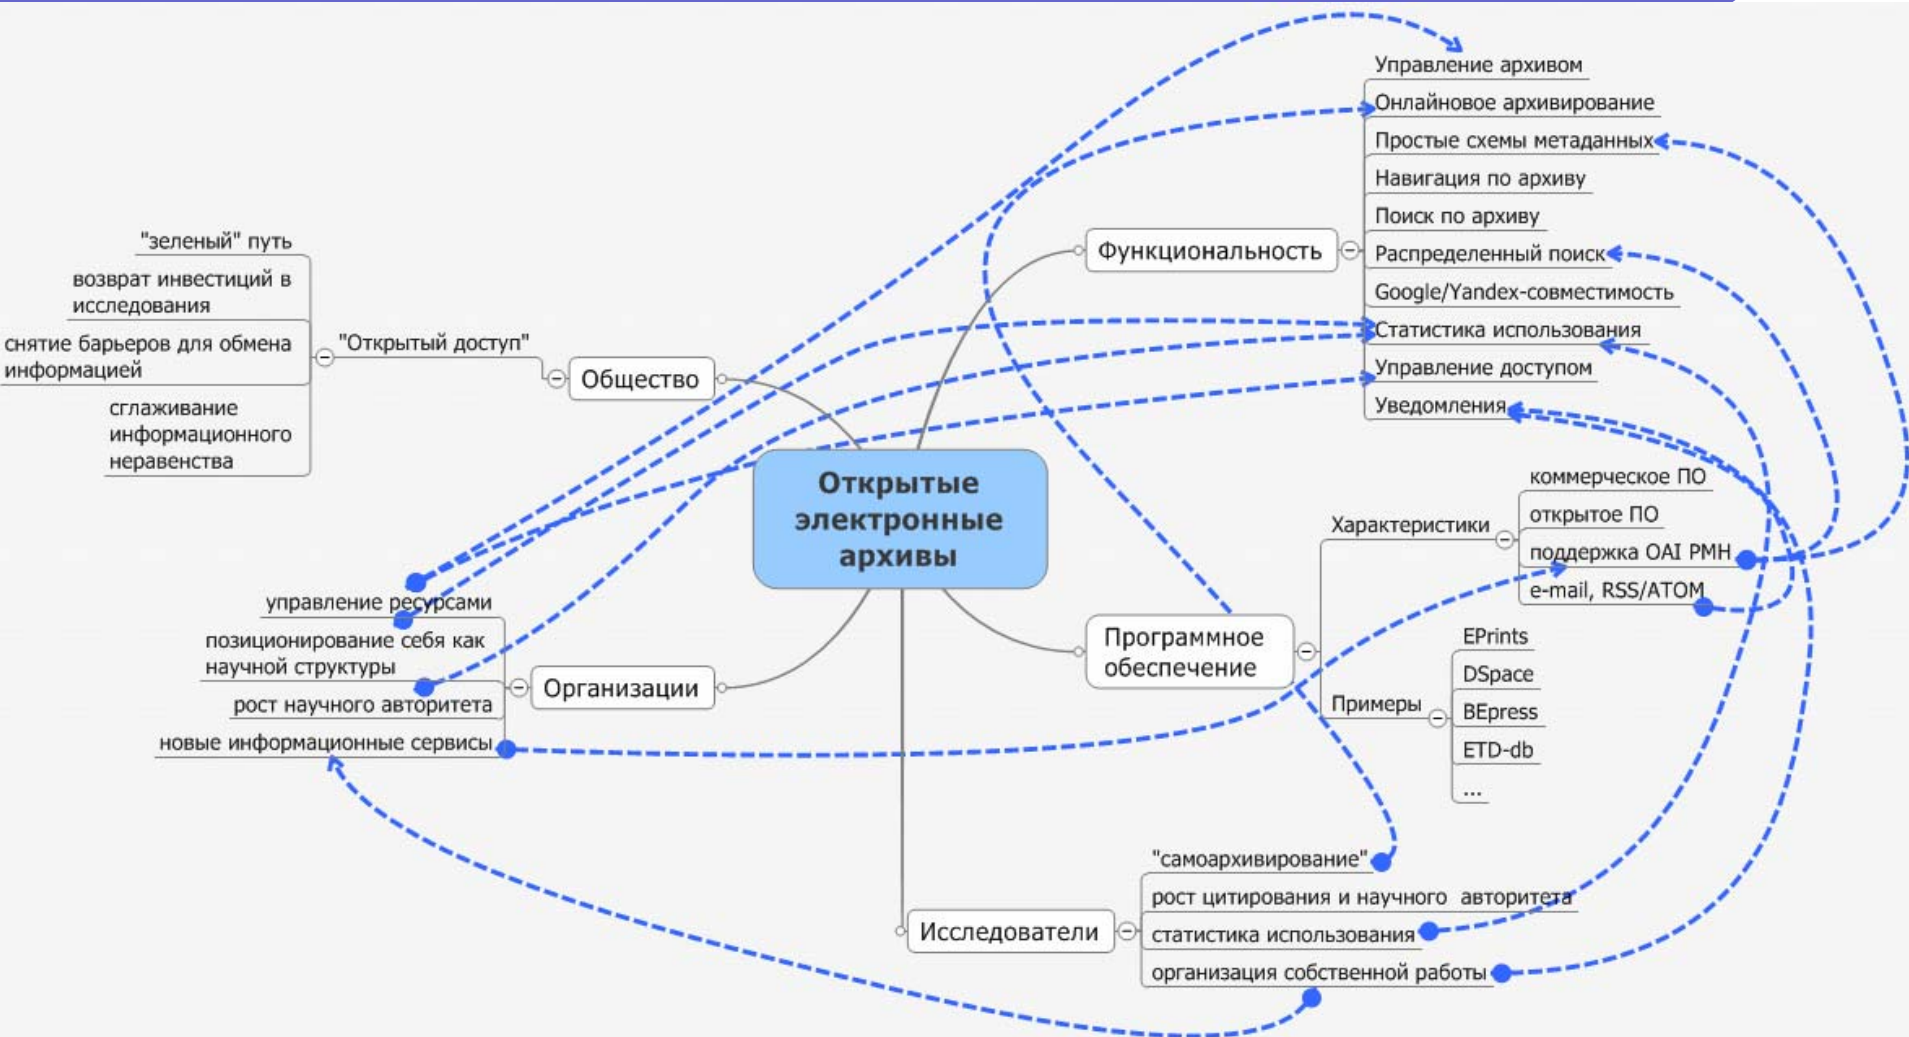 Открытые
электронные
архивы
Функциональность
Управление архивом
Онлайновое архивирование
Простые схемы метаданных
Навигация по архиву
Поиск по архиву
Распределенный поиск
Google/Yandex-совместимость
Статистика использования
Управление доступом
Уведомления
Программное
обеспечение
Характеристики
коммерческое ПО
открытое ПО
поддержка OAI PMH
e-mail, RSS/ATOM
Примеры
EPrints
DSpace
BEpress
ETD-db
...
Исследователи
"самоархивирование"
рост цитирования и научного авторитета
статистика использования
организация собственной работы
Организации
управление ресурсами
позиционирование себя как
научной структуры
рост научного авторитета
новые информационные сервисы
Общество
"Открытый доступ"
"зеленый" путь
возврат инвестиций в
исследования
снятие барьеров для обмена
информацией
сглаживание
информационного
неравенства